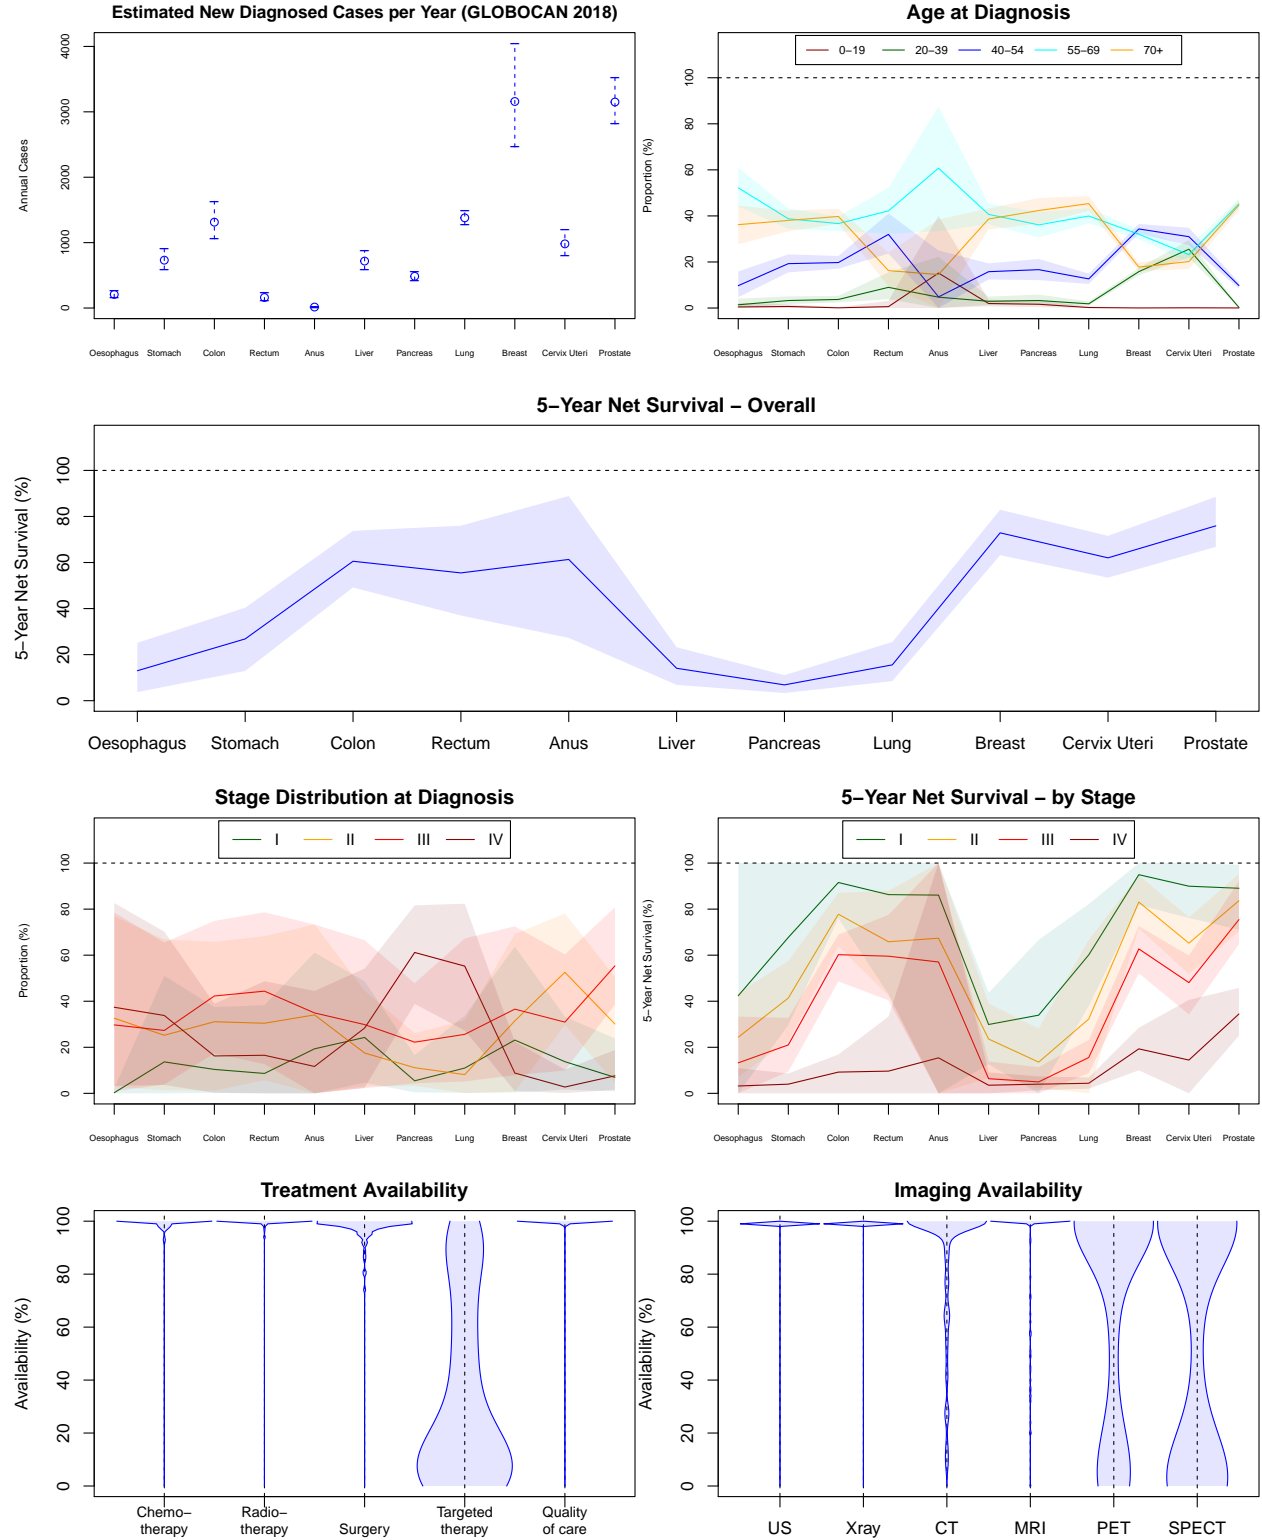 Estimated New Diagnosed Cases per Year (GLOBOCAN 2018)
Annual Cases
4000
3000
2000
1000
0
Oesophagus Stomach Colon Rectum Anus Liver Pancreas Lung Breast Cervix Uteri Prostate
Age at Diagnosis
0−19 20−39 40−54 55−69 70+
Proportion (%)
100
80
60
40
20
0
Oesophagus Stomach Colon Rectum Anus Liver Pancreas Lung Breast Cervix Uteri Prostate
5−Year Net Survival − Overall
5−Year Net Survival (%)
100
80
60
40
20
0
Oesophagus Stomach Colon Rectum Anus Liver Pancreas Lung Breast Cervix Uteri Prostate
Stage Distribution at Diagnosis
I II III IV
Proportion (%)
100
80
60
40
20
0
Oesophagus Stomach Colon Rectum Anus Liver Pancreas Lung Breast Cervix Uteri Prostate
5−Year Net Survival − by Stage
I II III IV
5−Year Net Survival (%)
100
80
60
40
20
0
Oesophagus Stomach Colon Rectum Anus Liver Pancreas Lung Breast Cervix Uteri Prostate
Treatment Availability
Availability (%)
100
80
60
40
20
0
Chemo− Radio− Surgery Targeted Quality
therapy therapy therapy of care
Imaging Availability
Availability (%)
100
80
60
40
20
0
US Xray CT MRI PET SPECT